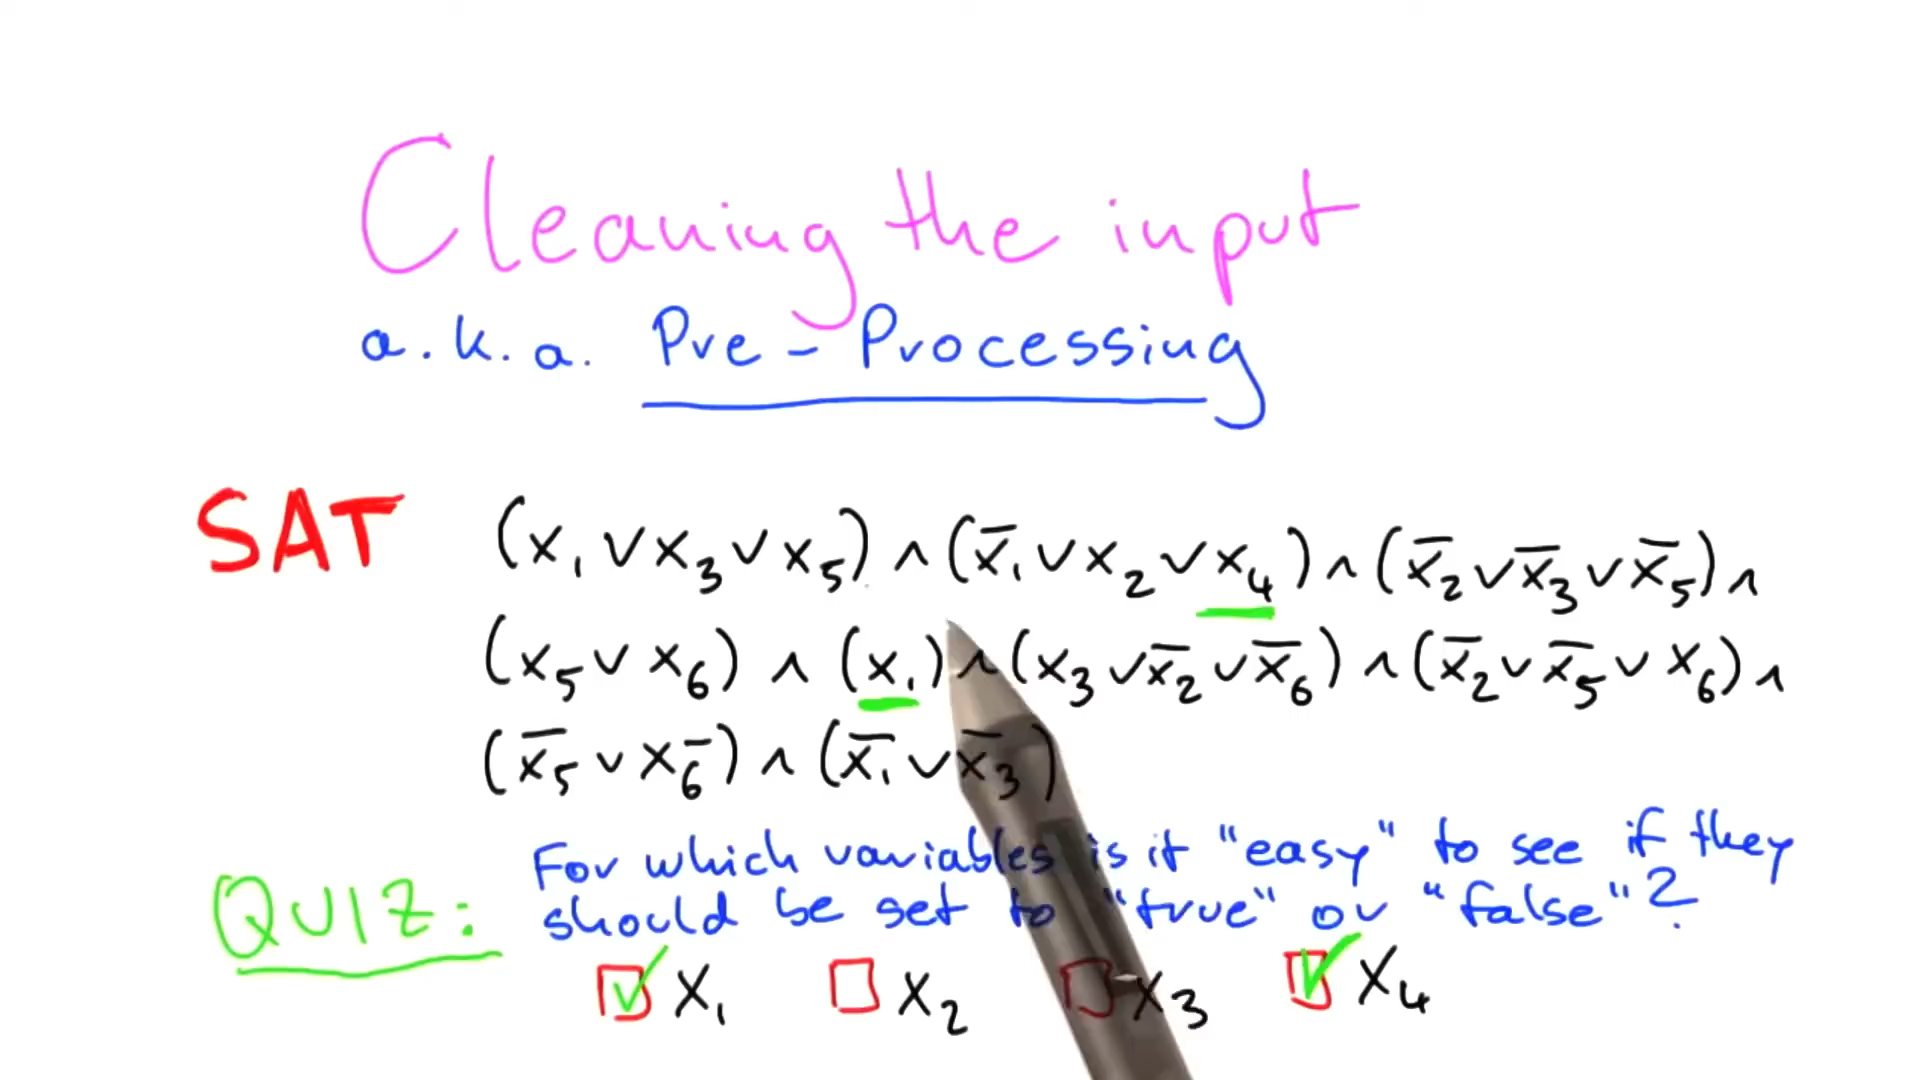 Cleaning the input
a.k.a. Pre-Processing
SAT (x₁ ∨ x₃ ∨ x₅) ∧ (x̅₁ ∨ x₂ ∨ x₄) ∧ (x̅₂ ∨ x̅₃ ∨ x̅₅) ∧
(x₅ ∨ x₆) ∧ (x₁) ∧ (x₃ ∨ x̅₂ ∨ x̅₆) ∧ (x̅₂ ∨ x̅₅ ∨ x₆) ∧
(x̅₅ ∨ x̅₆) ∧ (x̅₁ ∨ x̅₃)
QUIZ: For which variables is it "easy" to see if they
should be set to "true" or "false"?
☑ x₁ ☐ x₂ ☐ x₃ ☑ x₄